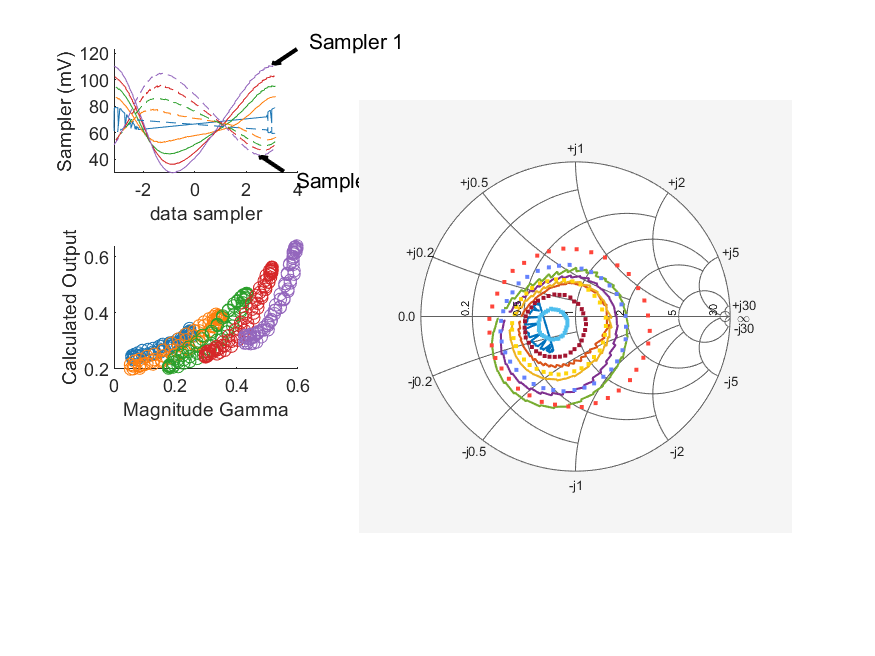 Sampler 1
120
100
80
60
40
Sampler (mV)
-2 0 2 4
data sampler
0.6
0.4
0.2
Calculated Output
0 0.2 0.4 0.6
Magnitude Gamma
+j1
+j0.5 +j2
+j0.2 +j5
0.0 0.2 0.5 1 2 5 30 +j30
∞
-j30
-j0.2 -j5
-j0.5 -j2
-j1